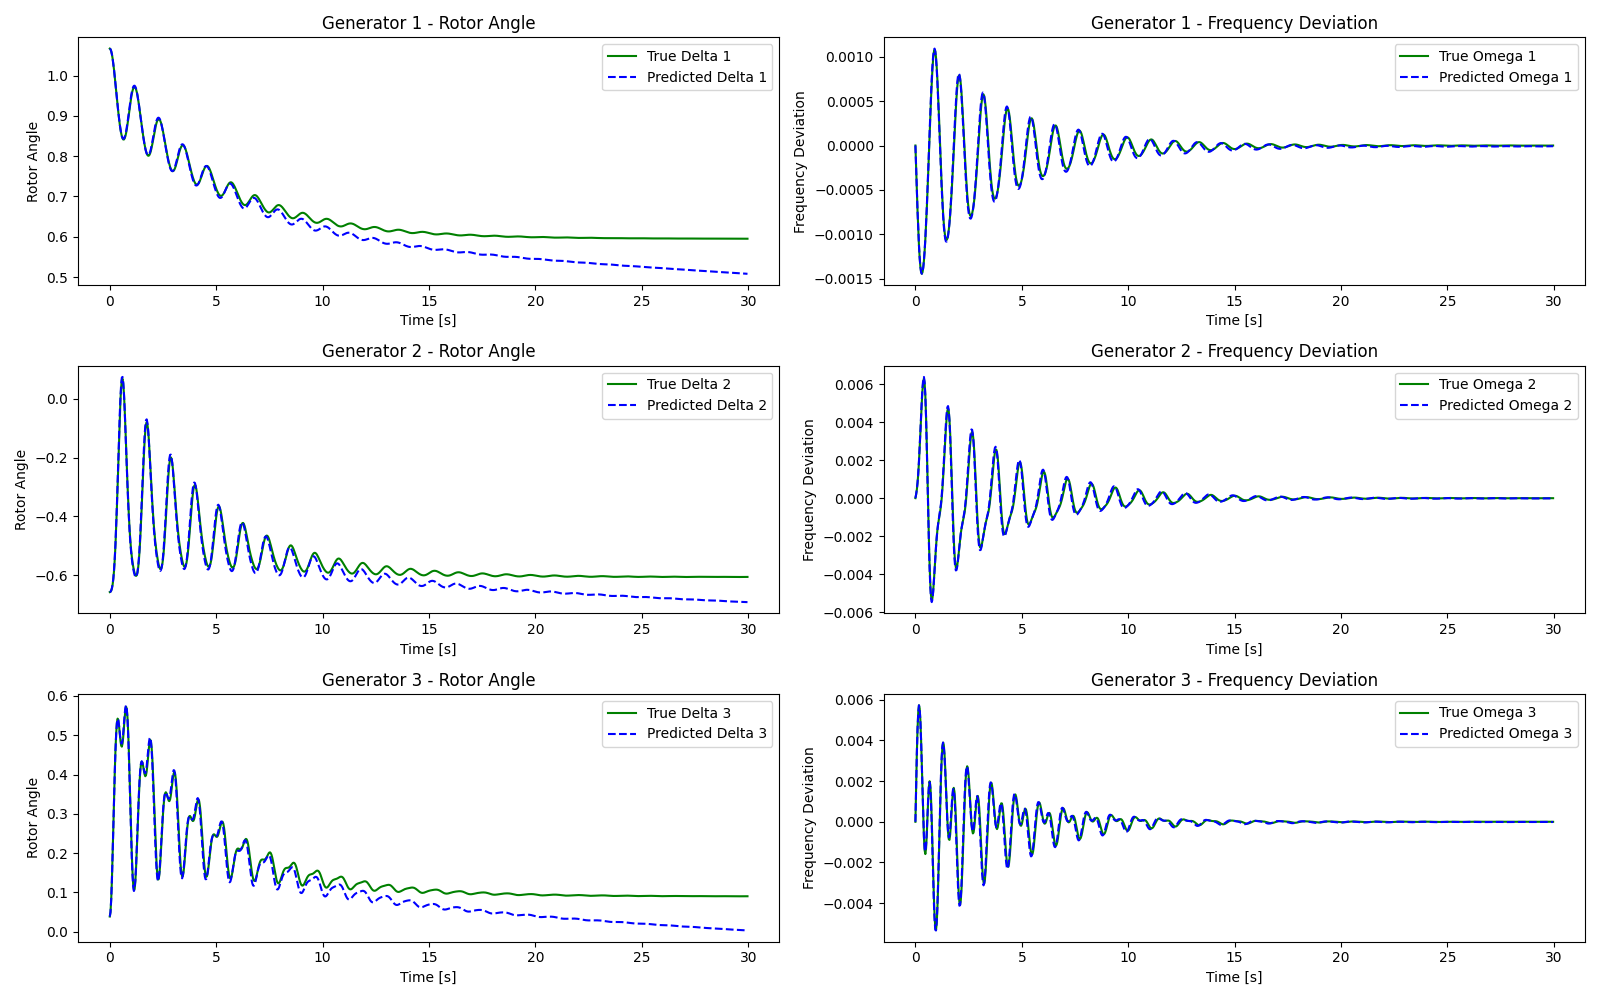 Generator 1 - Rotor Angle
True Delta 1
Predicted Delta 1
Rotor Angle
1.0
0.9
0.8
0.7
0.6
0.5
0
5
10
15
20
25
30
Time [s]
Generator 1 - Frequency Deviation
True Omega 1
Predicted Omega 1
Frequency Deviation
0.0010
0.0005
0.0000
−0.0005
−0.0010
−0.0015
0
5
10
15
20
25
30
Time [s]
Generator 2 - Rotor Angle
True Delta 2
Predicted Delta 2
Rotor Angle
0.0
−0.2
−0.4
−0.6
0
5
10
15
20
25
30
Time [s]
Generator 2 - Frequency Deviation
True Omega 2
Predicted Omega 2
Frequency Deviation
0.006
0.004
0.002
0.000
−0.002
−0.004
−0.006
0
5
10
15
20
25
30
Time [s]
Generator 3 - Rotor Angle
True Delta 3
Predicted Delta 3
Rotor Angle
0.6
0.5
0.4
0.3
0.2
0.1
0.0
0
5
10
15
20
25
30
Time [s]
Generator 3 - Frequency Deviation
True Omega 3
Predicted Omega 3
Frequency Deviation
0.006
0.004
0.002
0.000
−0.002
−0.004
0
5
10
15
20
25
30
Time [s]